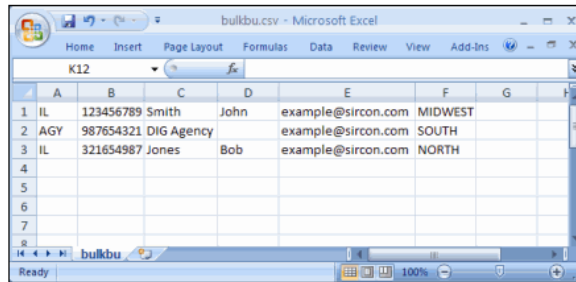 bulkbu.csv - Microsoft Excel
Home Insert Page Layout Formulas Data Review View Add-Ins
K12 fx
A B C D E F G H
1 IL 123456789 Smith John example@sircon.com MIDWEST
2 AGY 987654321 DIG Agency example@sircon.com SOUTH
3 IL 321654987 Jones Bob example@sircon.com NORTH
4
5
6
7
8
bulkbu
Ready 100%